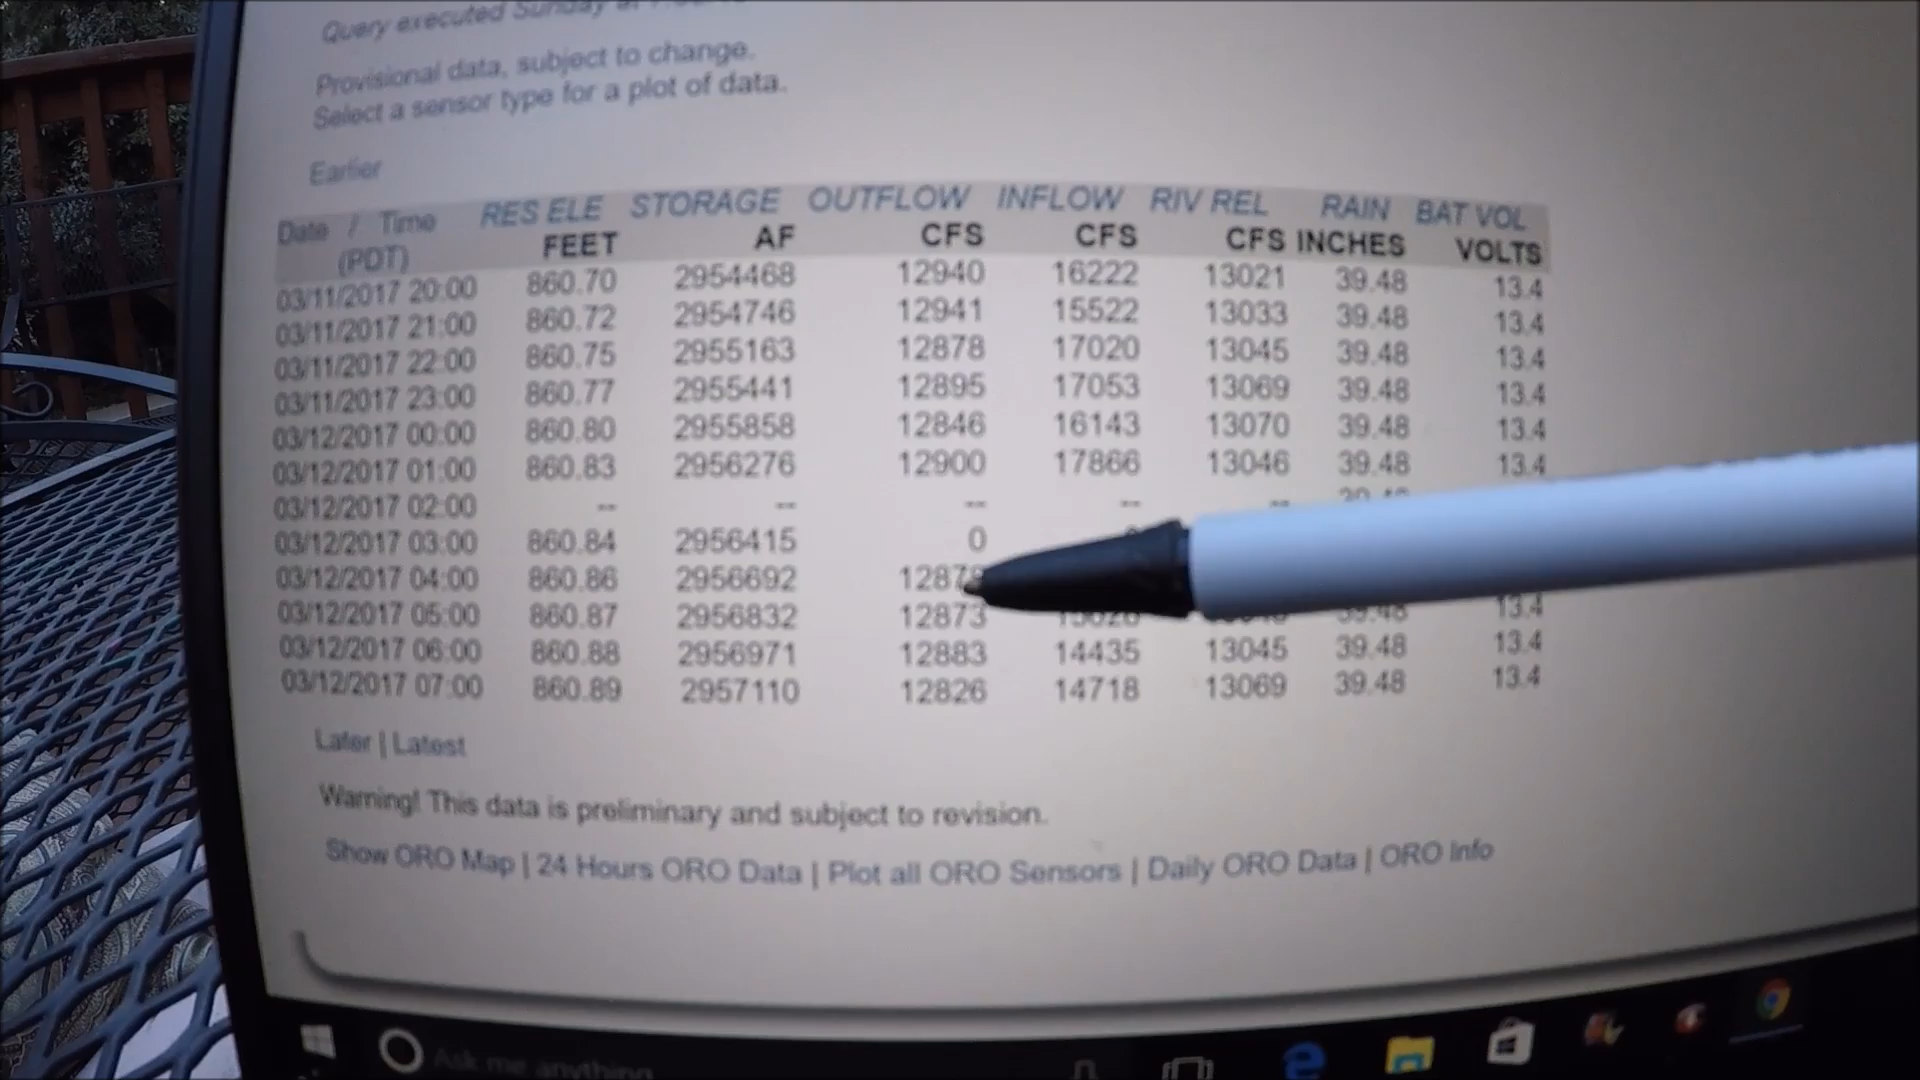 Query executed Sunday at
Provisional data, subject to change.
Select a sensor type for a plot of data.
Earlier
Date / Time RES ELE STORAGE OUTFLOW INFLOW RIV REL RAIN BAT VOL
(PDT) FEET AF CFS CFS CFS INCHES VOLTS
03/11/2017 20:00 860.70 2954468 12940 16222 13021 39.48 13.4
03/11/2017 21:00 860.72 2954746 12941 15522 13033 39.48 13.4
03/11/2017 22:00 860.75 2955163 12878 17020 13045 39.48 13.4
03/11/2017 23:00 860.77 2955441 12895 17053 13069 39.48 13.4
03/12/2017 00:00 860.80 2955858 12846 16143 13070 39.48 13.4
03/12/2017 01:00 860.83 2956276 12900 17866 13046 39.48 13.4
03/12/2017 02:00 -- -- -- -- --
03/12/2017 03:00 860.84 2956415 0
03/12/2017 04:00 860.86 2956692
03/12/2017 05:00 860.87 2956832 12873 39.48 13.4
03/12/2017 06:00 860.88 2956971 12883 14435 13045 39.48 13.4
03/12/2017 07:00 860.89 2957110 12826 14718 13069 39.48 13.4
Later | Latest
Warning! This data is preliminary and subject to revision.
Show ORO Map | 24 Hours ORO Data | Plot all ORO Sensors | Daily ORO Data | ORO Info
Ask me anything